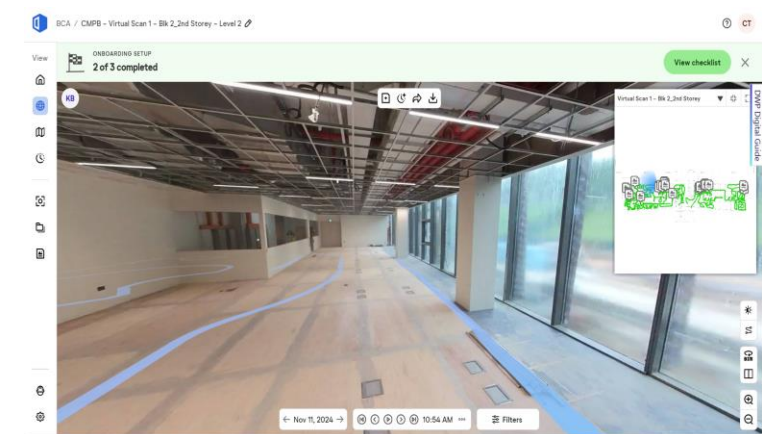 BCA / CMPB - Virtual Scan 1 - Blk 2_2nd Storey - Level 2
CT
View
ONBOARDING SETUP
2 of 3 completed
View checklist
KB
Virtual Scan 1 - Blk 2_2nd Storey
DWP Digital Guide
← Nov 11, 2024 →
10:54 AM
Filters